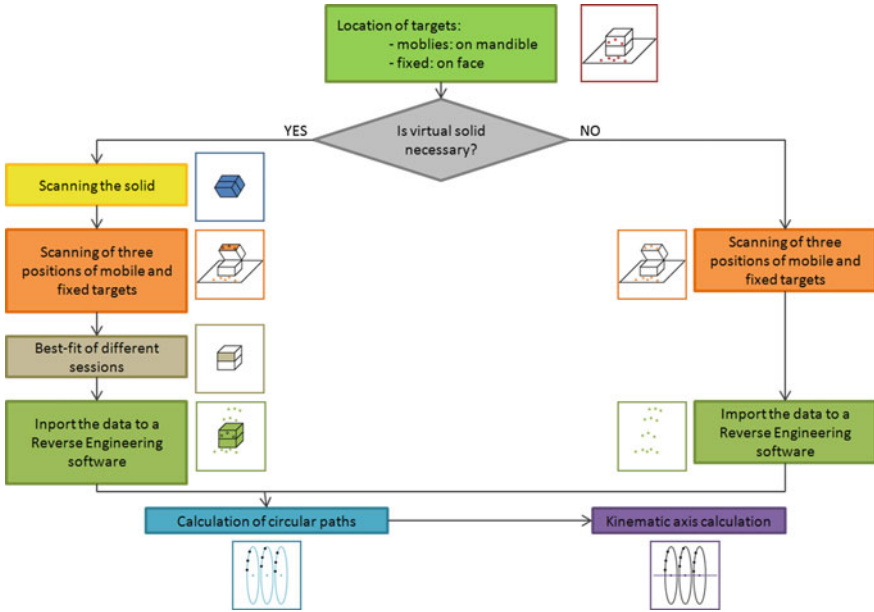 Location of targets:
- moblies: on mandible
- fixed: on face
Is virtual solid
necessary?
YES
NO
Scanning the solid
Scanning of three
positions of mobile and
fixed targets
Scanning of three
positions of mobile and
fixed targets
Best-fit of different
sessions
Inport the data to a
Reverse Engineering
software
Import the data to a
Reverse Engineering
software
Calculation of circular paths
Kinematic axis calculation